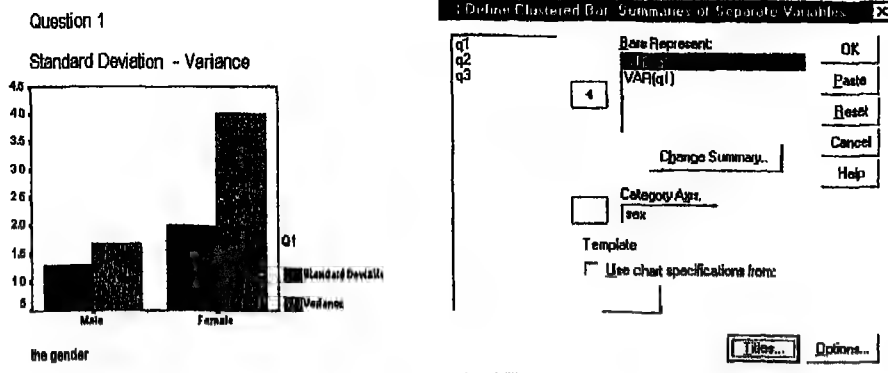 Question 1
Standard Deviation - Variance
4.5
4.0
3.5
3.0
2.5
2.0
1.5
1.0
.5
Male
Female
the gender
Q1
Standard Deviatio
Variance
Define Clustered Bar: Summaries of Separate Variables
q1
q2
q3
Bars Represent:
VAR(q1)
Change Summary..
Category Axis.
sex
Template
Use chart specifications from:
OK
Paste
Reset
Cancel
Help
Titles...
Options...